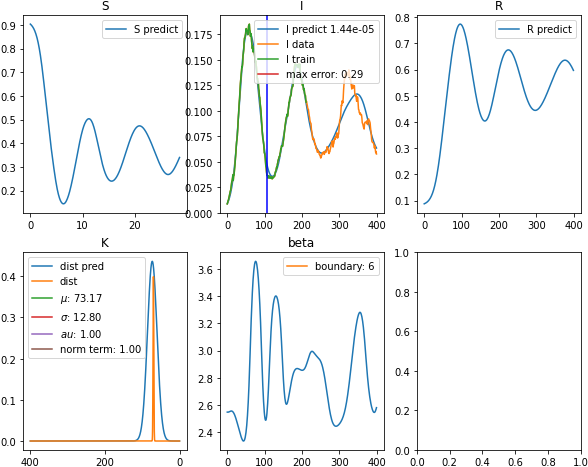 S
I
R
0.9
0.8
0.7
0.6
0.5
0.4
0.3
0.2
0 10 20
S predict
0.175
0.150
0.125
0.100
0.075
0.050
0.025
0.000
0 100 200 300 400
I predict 1.44e-05
I data
I train
max error: 0.29
0.8
0.7
0.6
0.5
0.4
0.3
0.2
0.1
0 100 200 300 400
R predict
K
beta
0.4
0.3
0.2
0.1
0.0
400 200 0
dist pred
dist
μ: 73.17
σ: 12.80
au: 1.00
norm term: 1.00
3.6
3.4
3.2
3.0
2.8
2.6
2.4
0 100 200 300 400
boundary: 6
1.0
0.8
0.6
0.4
0.2
0.0
0.0 0.2 0.4 0.6 0.8 1.0